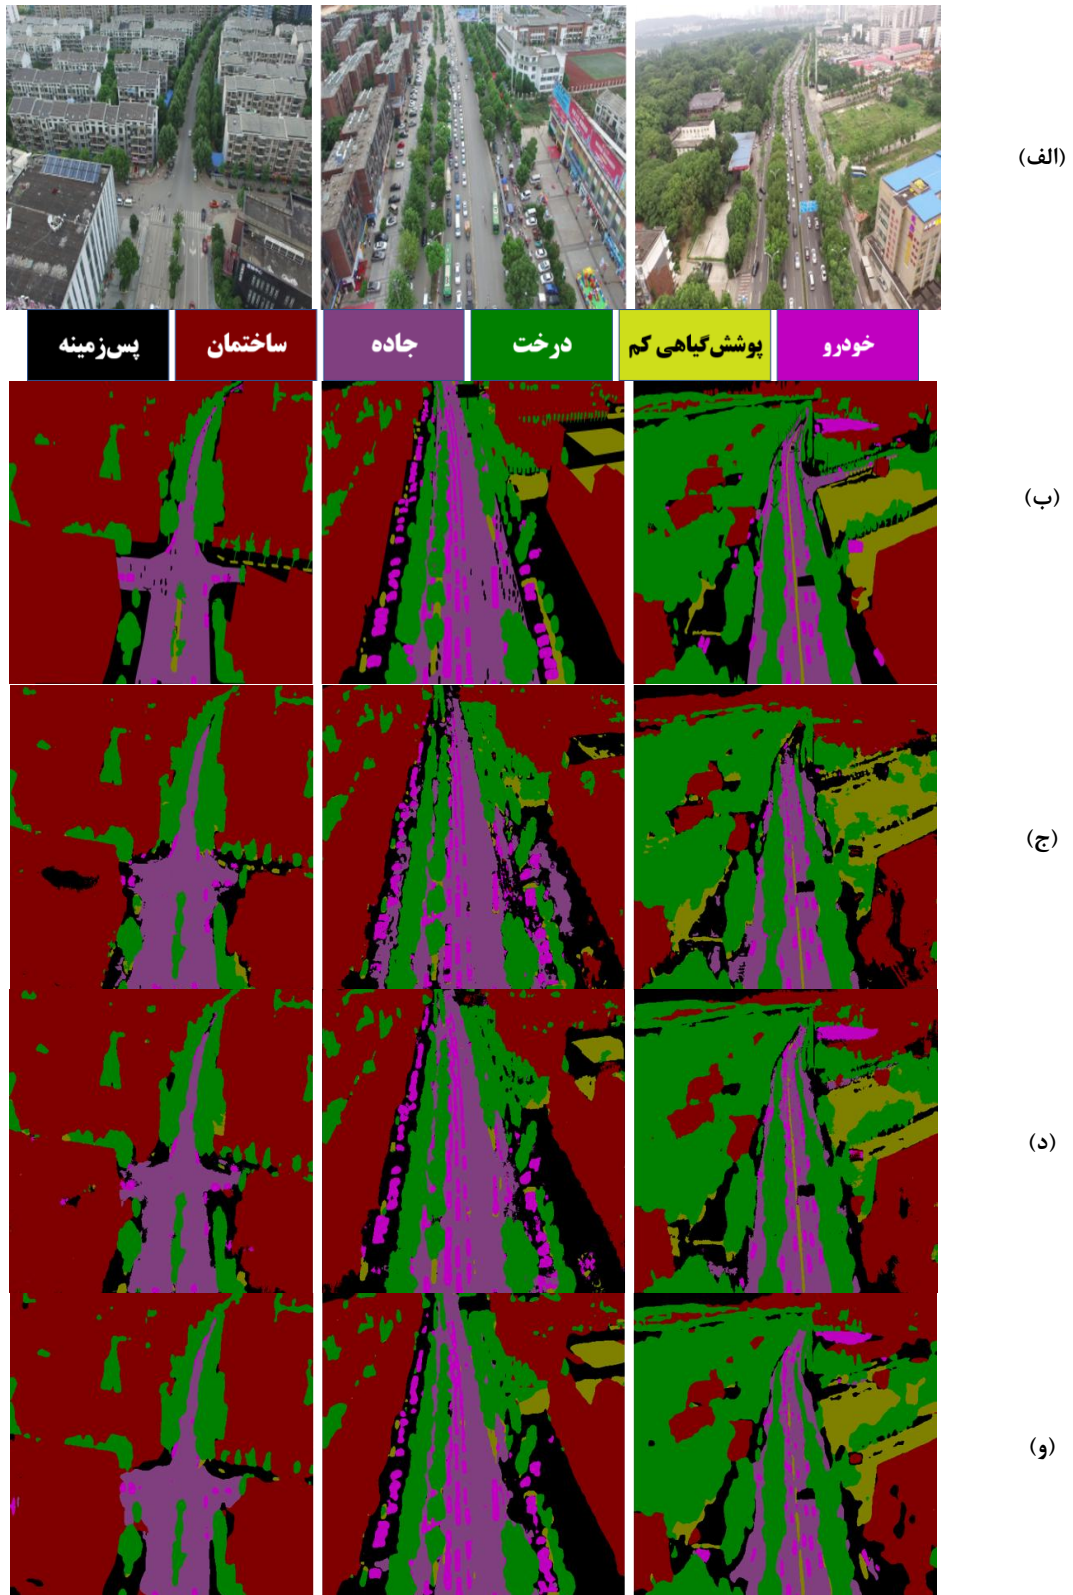 (الف)
خودرو
پوشش‌گیاهی کم
درخت
جاده
ساختمان
پس‌زمینه
(ب)
(ج)
(د)
(و)